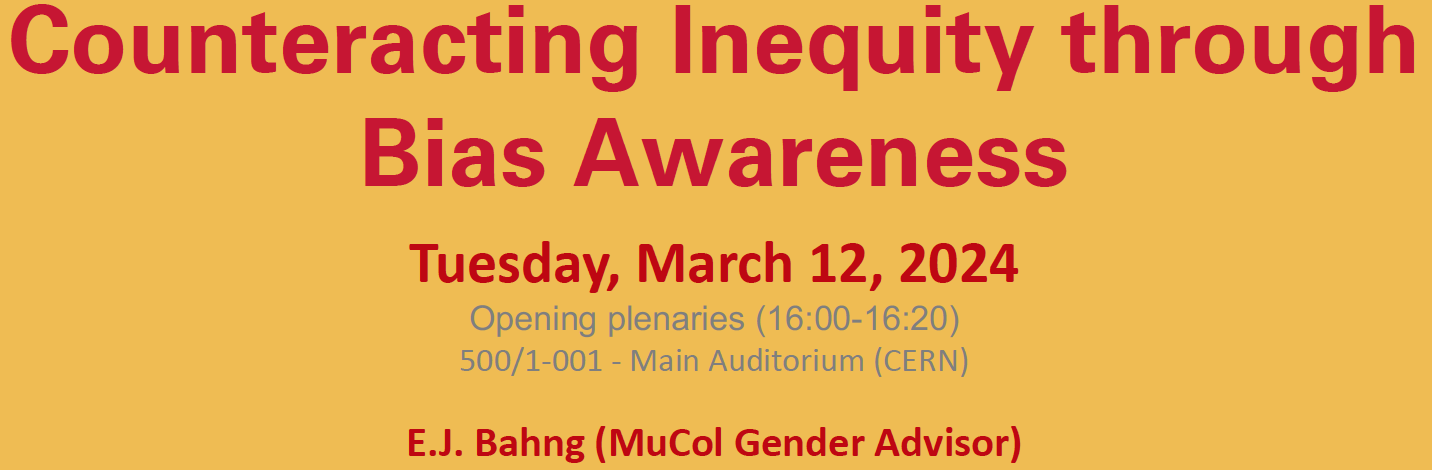 Counteracting Inequity through
Bias Awareness
Tuesday, March 12, 2024
Opening plenaries (16:00-16:20)
500/1-001 - Main Auditorium (CERN)
E.J. Bahng (MuCol Gender Advisor)